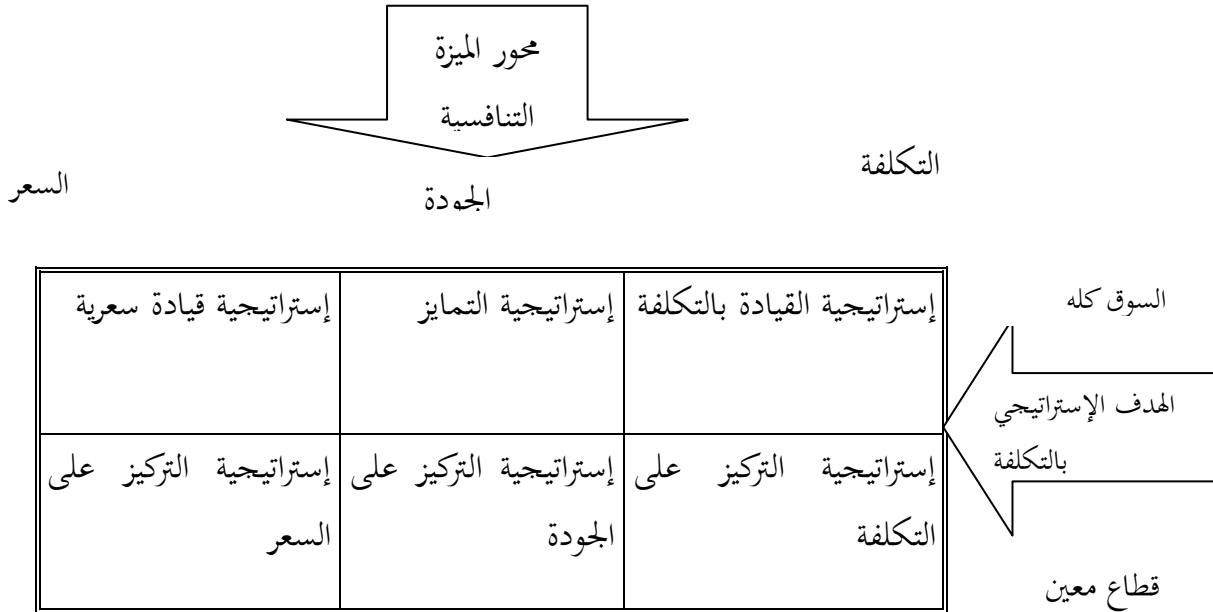 محور الميزة
التنافسية
التكلفة
الجودة
السعر
السوق كله
إستراتيجية القيادة بالتكلفة
إستراتيجية التمايز
إستراتيجية قيادة سعرية
الهدف الإستراتيجي
بالتكلفة
إستراتيجية التركيز على
التكلفة
إستراتيجية التركيز على
الجودة
إستراتيجية التركيز على
السعر
قطاع معين